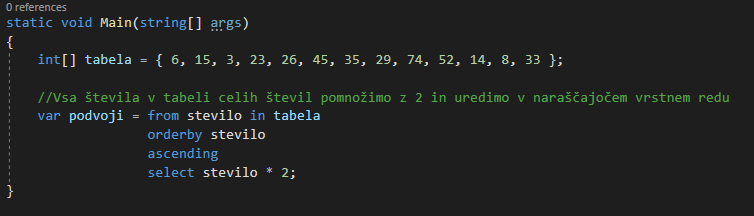 0 references
static void Main(string[] args)
{
int[] tabela = { 6, 15, 3, 23, 26, 45, 35, 29, 74, 52, 14, 8, 33 };
//Vsa števila v tabeli celih števil pomnožimo z 2 in uredimo v naraščajočem vrstnem redu
var podvoji = from stevilo in tabela
orderby stevilo
ascending
select stevilo * 2;
}